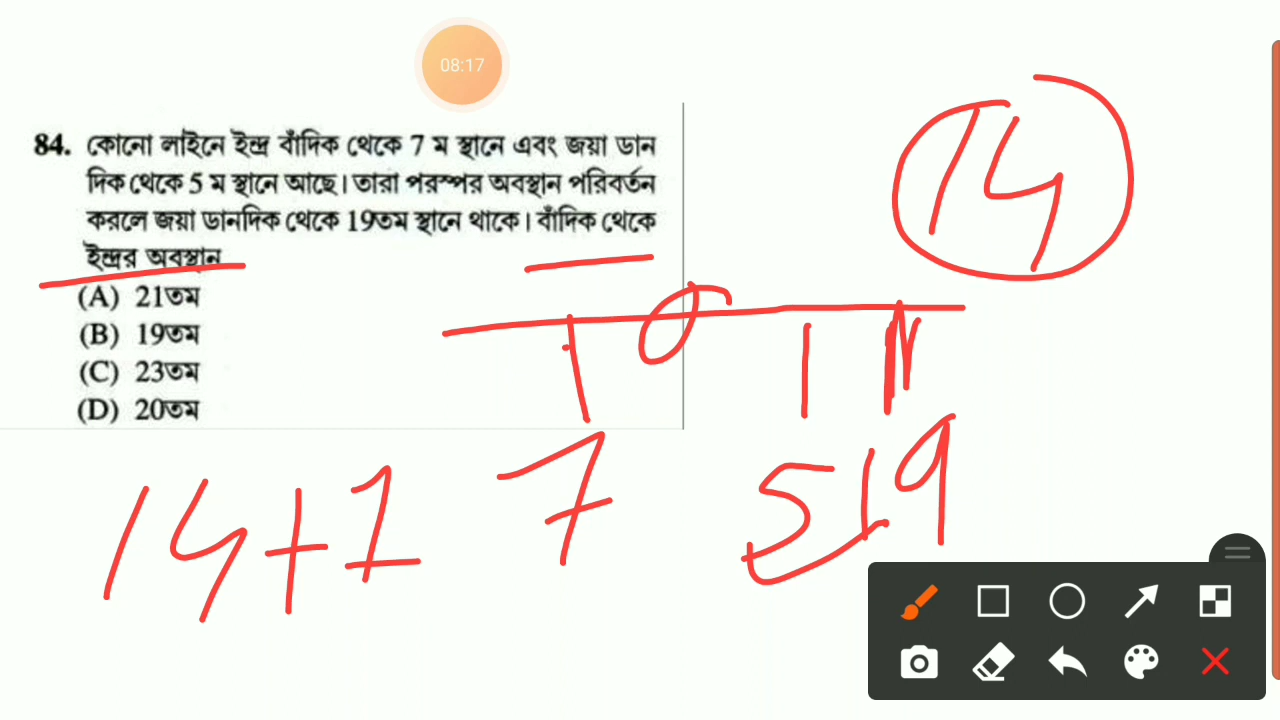 08:17
84. কোনো লাইনে ইন্দ্র বাঁদিক থেকে 7 ম স্থানে এবং জয়া ডান
দিক থেকে 5 ম স্থানে আছে। তারা পরস্পর অবস্থান পরিবর্তন
করলে জয়া ডানদিক থেকে 19তম স্থানে থাকে। বাঁদিক থেকে
ইন্দ্রর অবস্থান
(A) 21তম
(B) 19তম
(C) 23তম
(D) 20তম
14
7 5 19
14+7